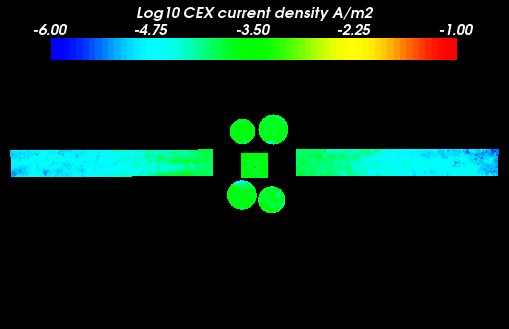 Log10 CEX current density A/m2
-6.00 -4.75 -3.50 -2.25 -1.00